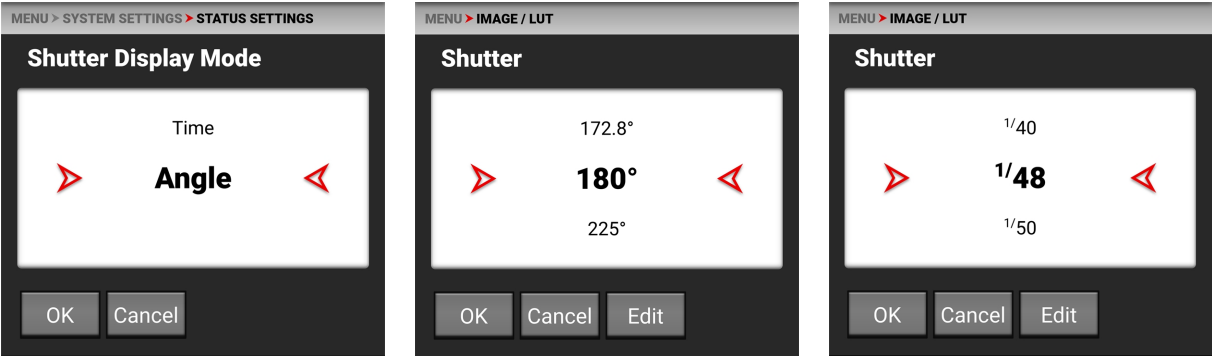 MENU > SYSTEM SETTINGS > STATUS SETTINGS
Shutter Display Mode
Time
Angle
OK Cancel
MENU > IMAGE / LUT
Shutter
172.8°
180°
225°
OK Cancel Edit
MENU > IMAGE / LUT
Shutter
1/40
1/48
1/50
OK Cancel Edit